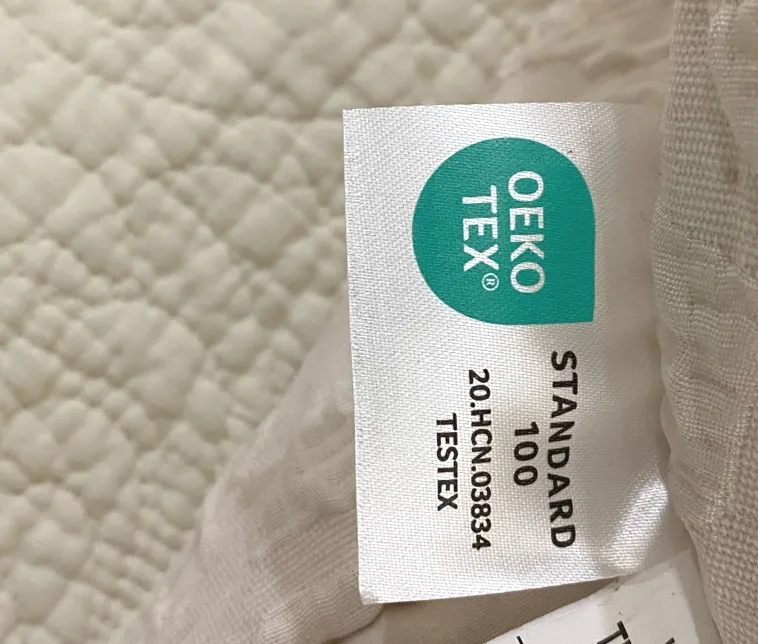 OEKO
TEX®
STANDARD
100
20.HCN.03834
TESTEX